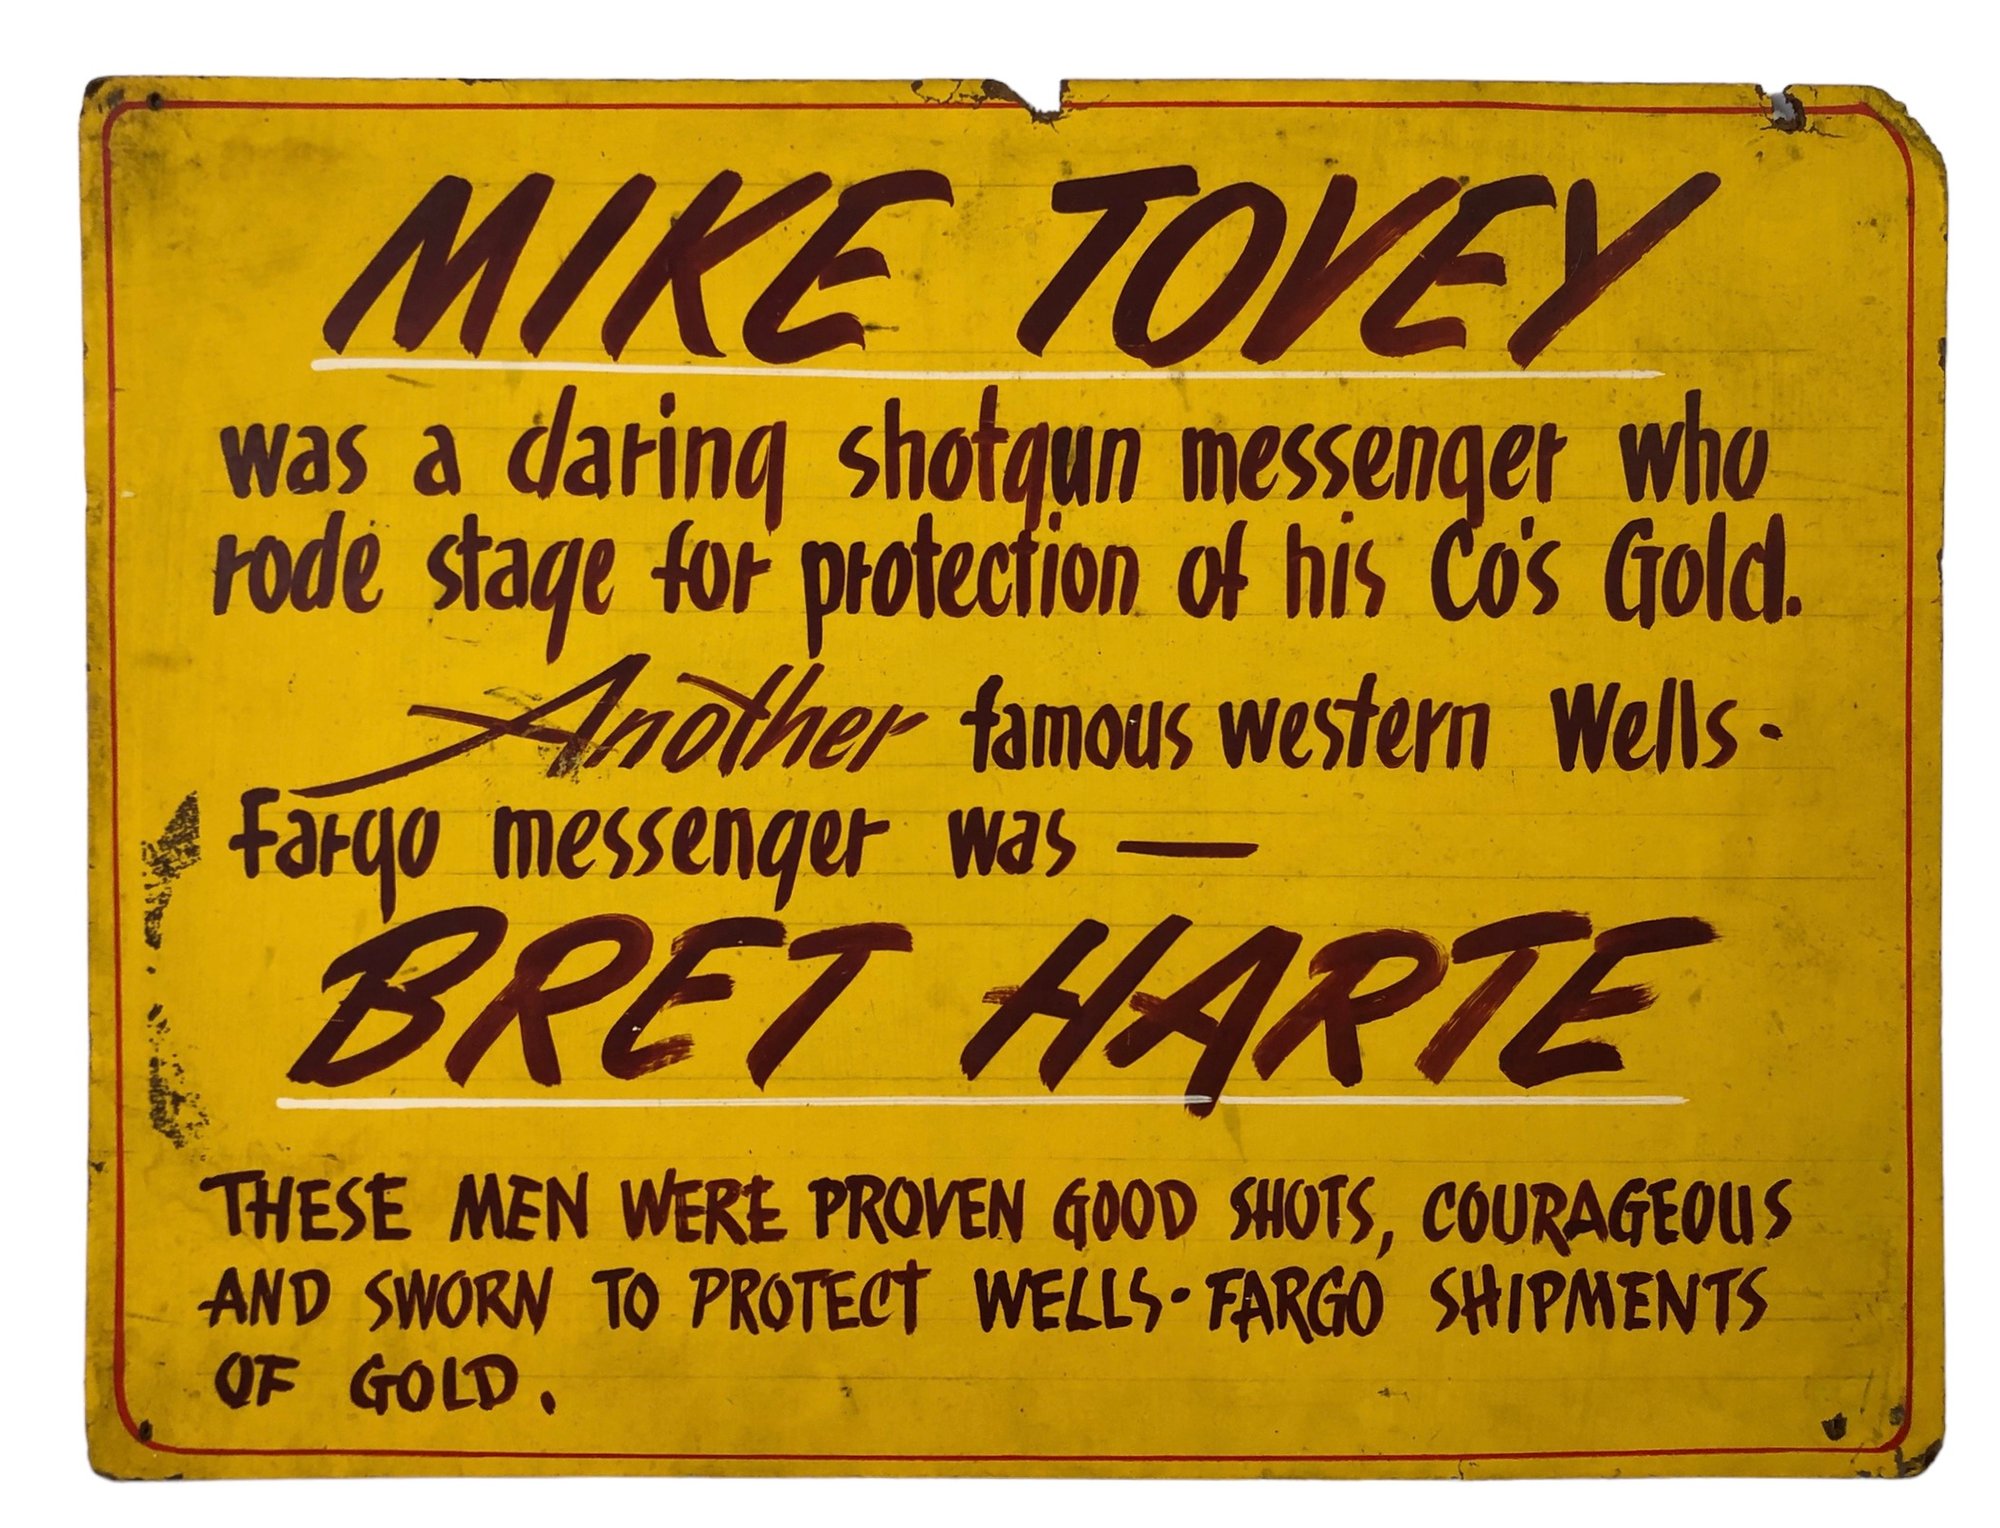 MIKE TOVEY
was a daring shotgun messenger who
rode stage for protection of his Co's Gold.
Another famous western Wells-
Fargo messenger was —
BRET HARTE
THESE MEN WERE PROVEN GOOD SHOTS, COURAGEOUS
AND SWORN TO PROTECT WELLS-FARGO SHIPMENTS
OF GOLD.